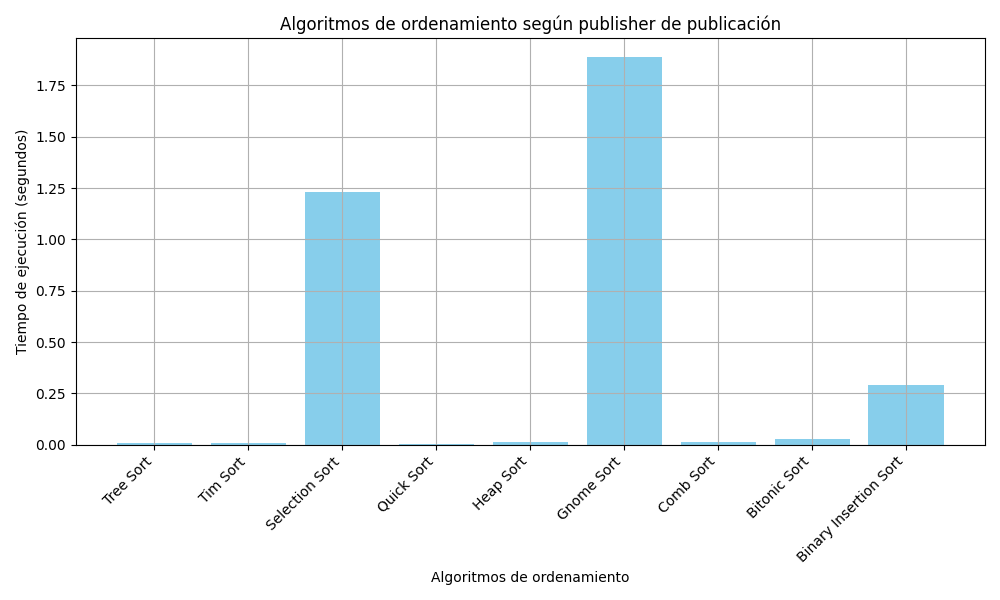 Algoritmos de ordenamiento según publisher de publicación
Tiempo de ejecución (segundos)
1.75
1.50
1.25
1.00
0.75
0.50
0.25
0.00
Tree Sort
Tim Sort
Selection Sort
Quick Sort
Heap Sort
Gnome Sort
Comb Sort
Bitonic Sort
Binary Insertion Sort
Algoritmos de ordenamiento